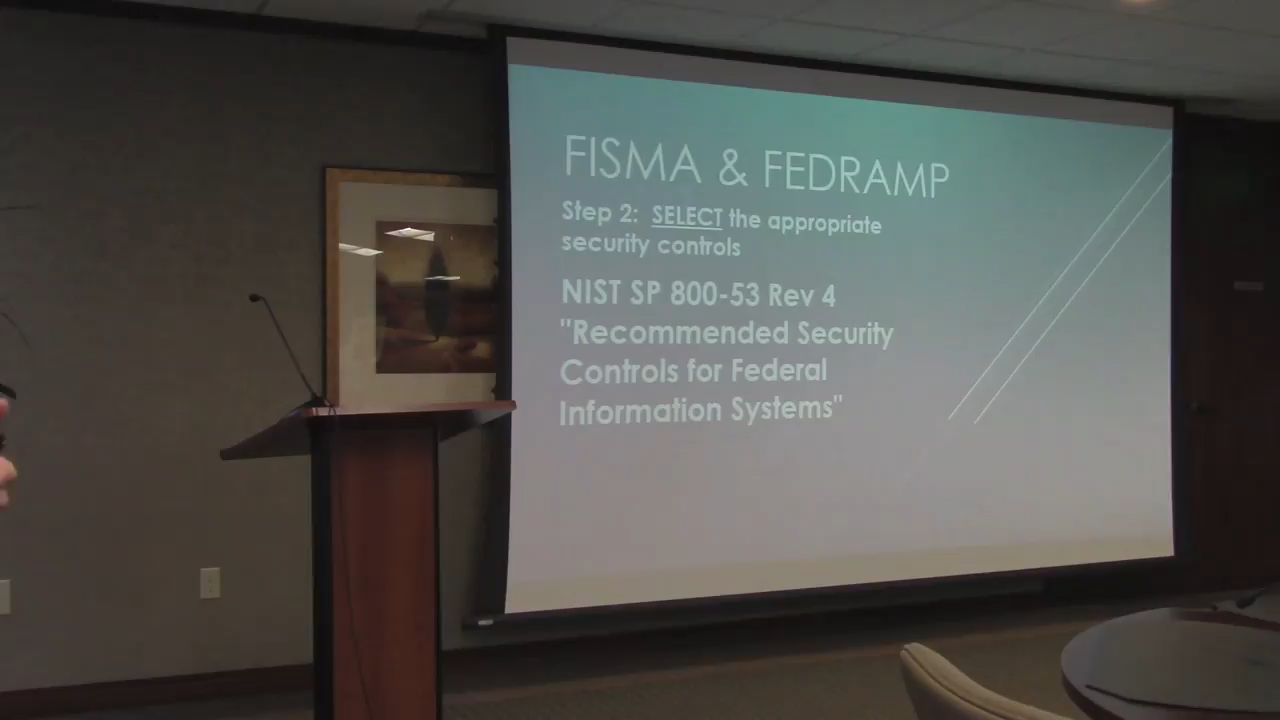 FISMA & FEDRAMP
Step 2:  SELECT the appropriate
security controls
NIST SP 800-53 Rev 4
"Recommended Security
Controls for Federal
Information Systems"